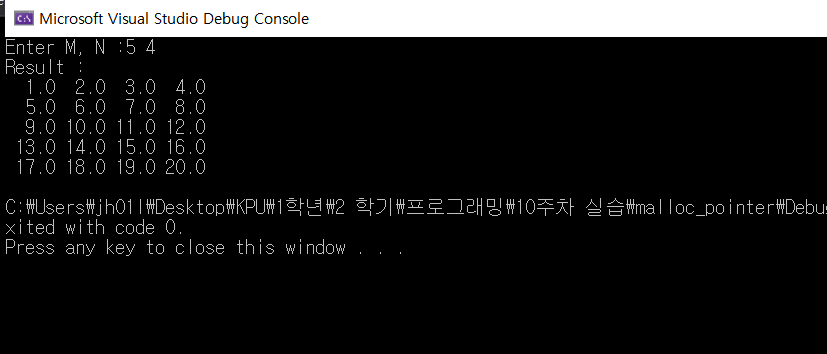 Microsoft Visual Studio Debug Console
Enter M, N :5 4
Result :
1.0 2.0 3.0 4.0
5.0 6.0 7.0 8.0
9.0 10.0 11.0 12.0
13.0 14.0 15.0 16.0
17.0 18.0 19.0 20.0
C:₩Users₩jh01l₩Desktop₩KPU₩1학년₩2 학기₩프로그래밍₩10주차 실습₩malloc_pointer₩Debug
xited with code 0.
Press any key to close this window . . .